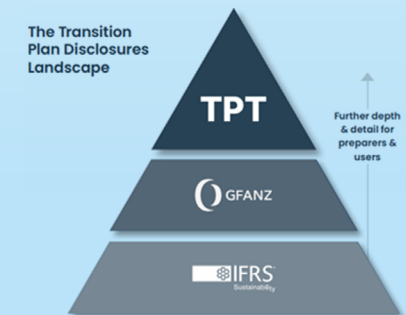 The Transition
Plan Disclosures
Landscape
TPT
Further depth
& detail for
preparers &
users
GFANZ
IFRS
Sustainability